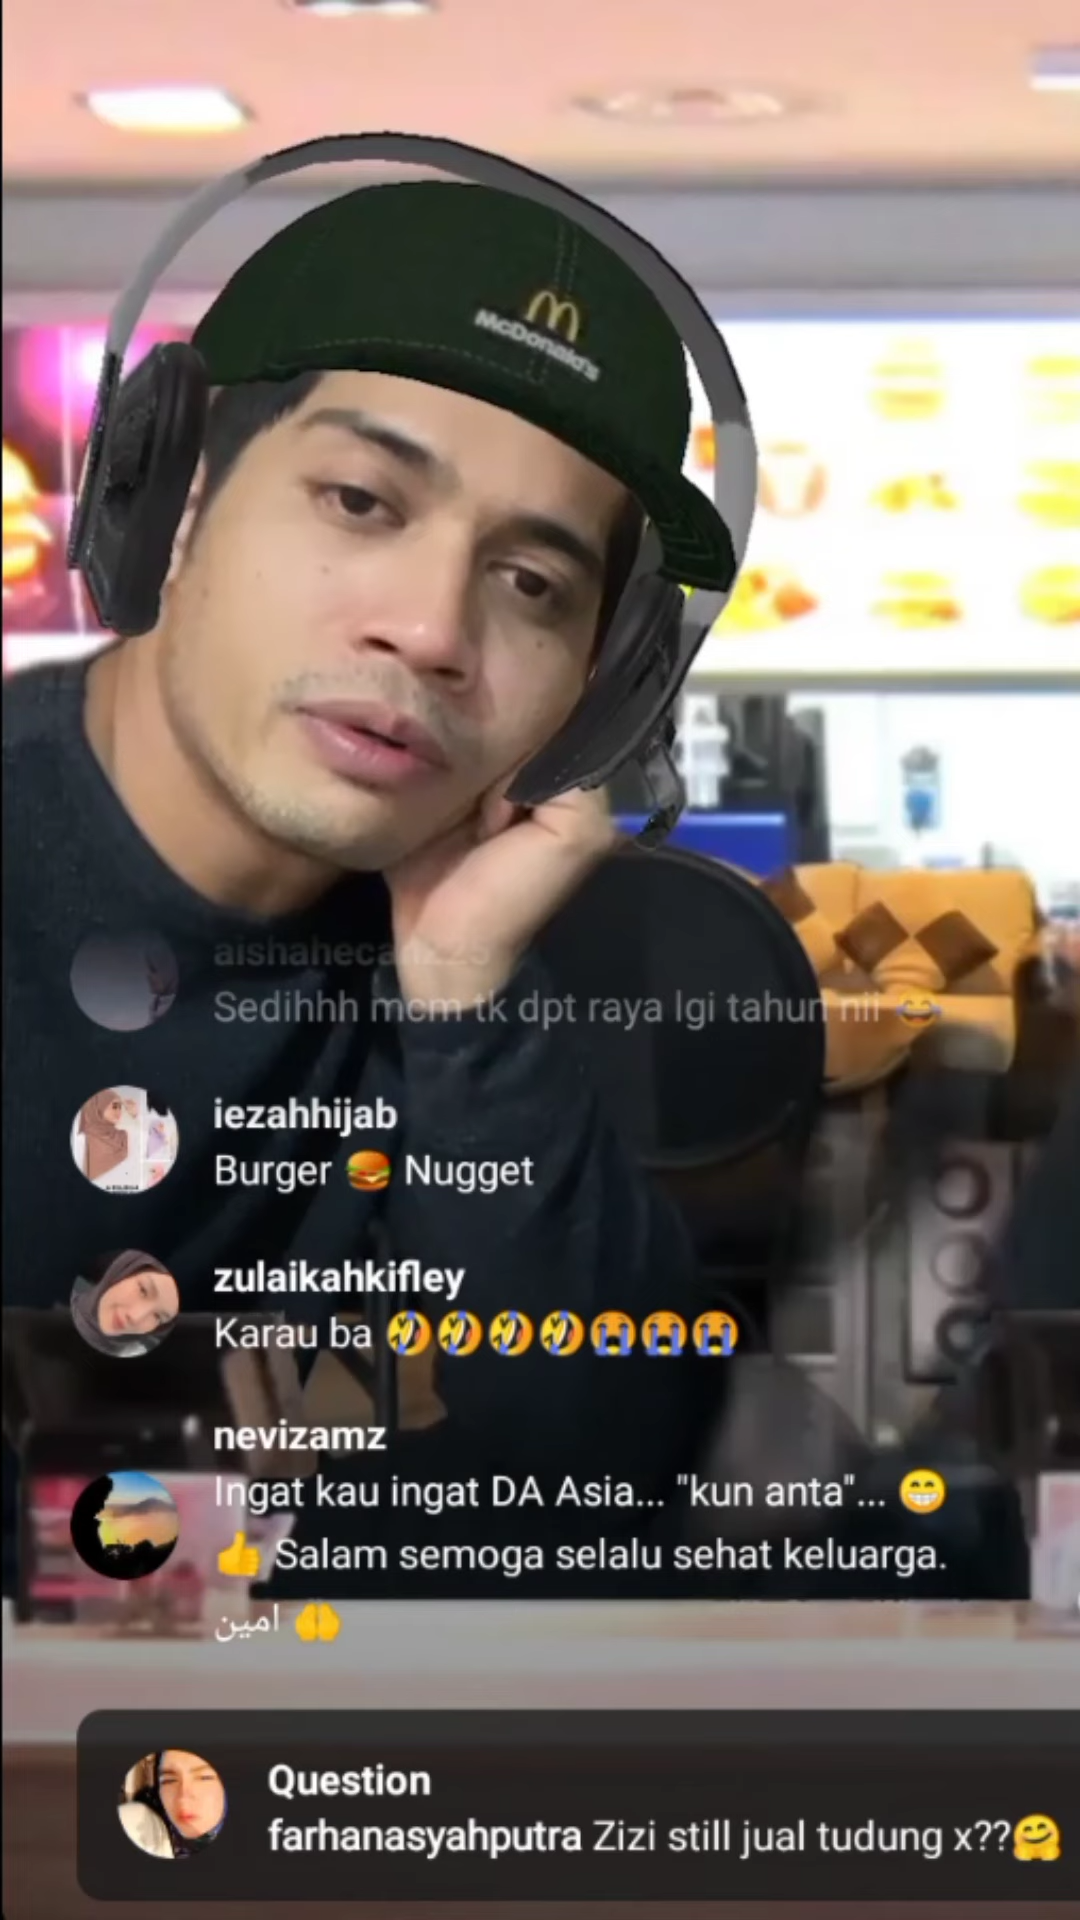 McDonald's
Sedihhh mcm tk dpt raya lgi tahun nii 😂
iezahhijab
Burger 🍔 Nugget
zulaikahkifley
Karau ba 🤣🤣🤣🤣😭😭😭
nevizamz
Ingat kau ingat DA Asia... "kun anta"... 😁
👍 Salam semoga selalu sehat keluarga.
امين 🤲
Question
farhanasyahputra Zizi still jual tudung x??🤗